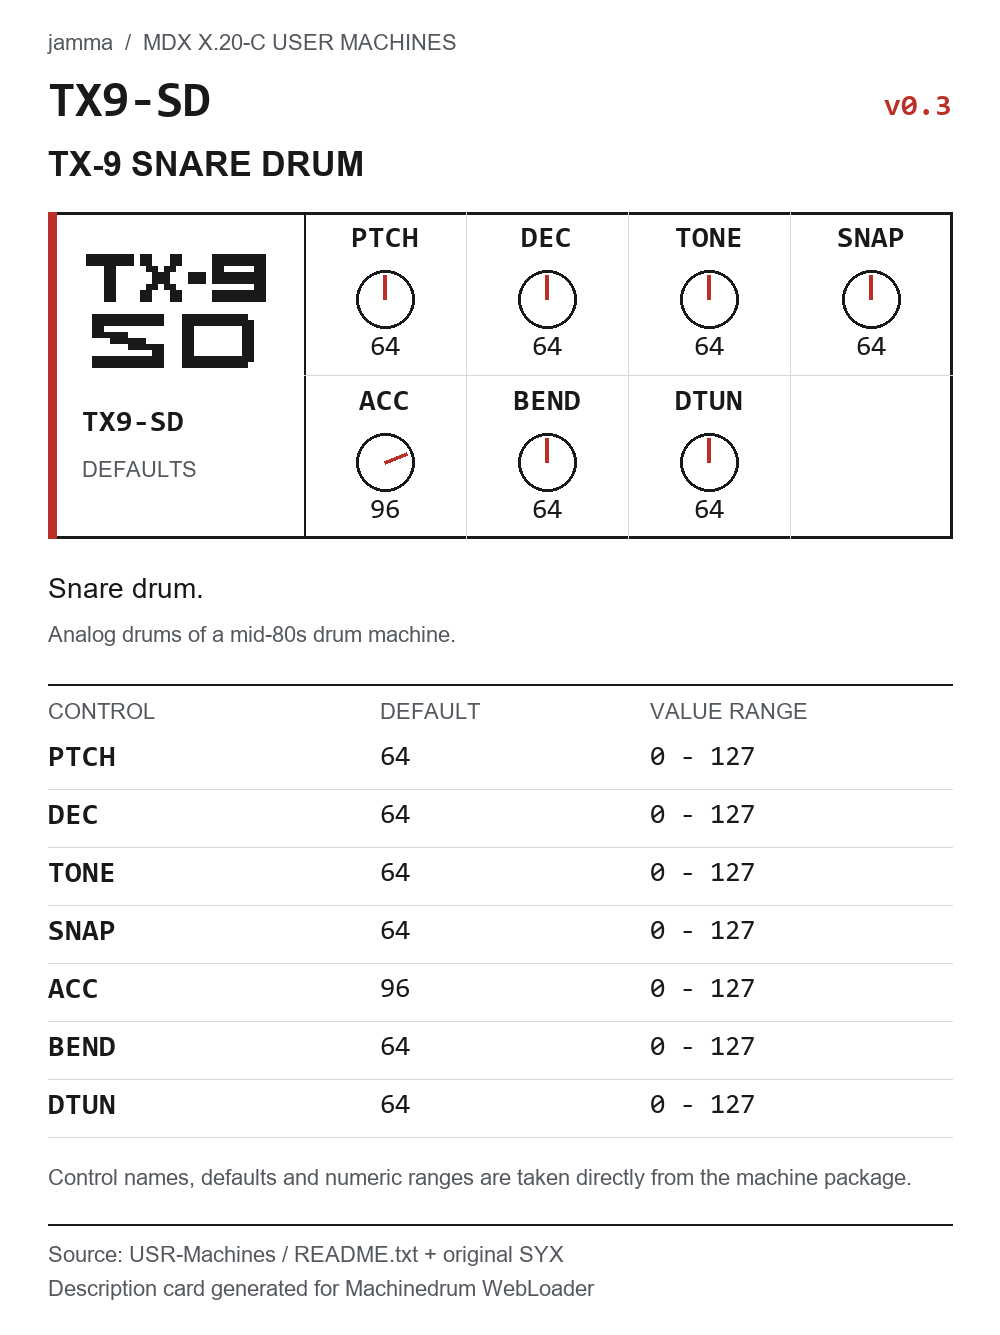 jamma / MDX X.20-C USER MACHINES
TX9-SD
v0.3
TX-9 SNARE DRUM
TX-9
SD
TX9-SD
DEFAULTS
PTCH DEC TONE SNAP
64 64 64 64
ACC BEND DTUN
96 64 64
Snare drum.
Analog drums of a mid-80s drum machine.
CONTROL DEFAULT VALUE RANGE
PTCH 64 0 - 127
DEC 64 0 - 127
TONE 64 0 - 127
SNAP 64 0 - 127
ACC 96 0 - 127
BEND 64 0 - 127
DTUN 64 0 - 127
Control names, defaults and numeric ranges are taken directly from the machine package.
Source: USR-Machines / README.txt + original SYX
Description card generated for Machinedrum WebLoader